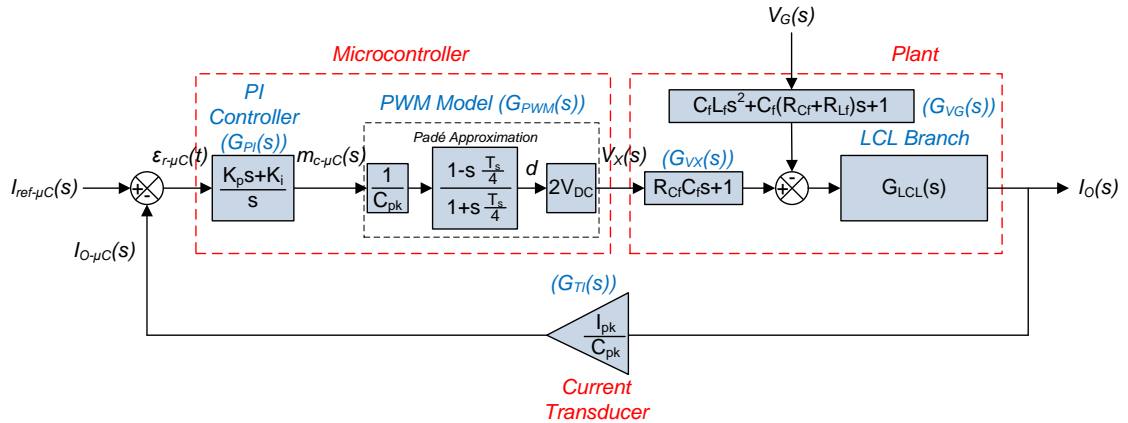 V_G(s)
Microcontroller
Plant
PI
Controller
(G_PI(s))
PWM Model (G_PWM(s))
Padé Approximation
C_fL_fs²+C_f(R_Cf+R_Lf)s+1
(G_VG(s))
LCL Branch
I_ref-µC(s)
+
-
ε_r-µC(t)
K_ps+K_i
s
m_c-µC(s)
1
C_pk
1-s T_s/4
1+s T_s/4
d
2V_DC
V_X(s)
(G_VX(s))
R_CfC_fs+1
+
-
G_LCL(s)
I_O(s)
I_O-µC(s)
(G_TI(s))
I_pk
C_pk
Current
Transducer